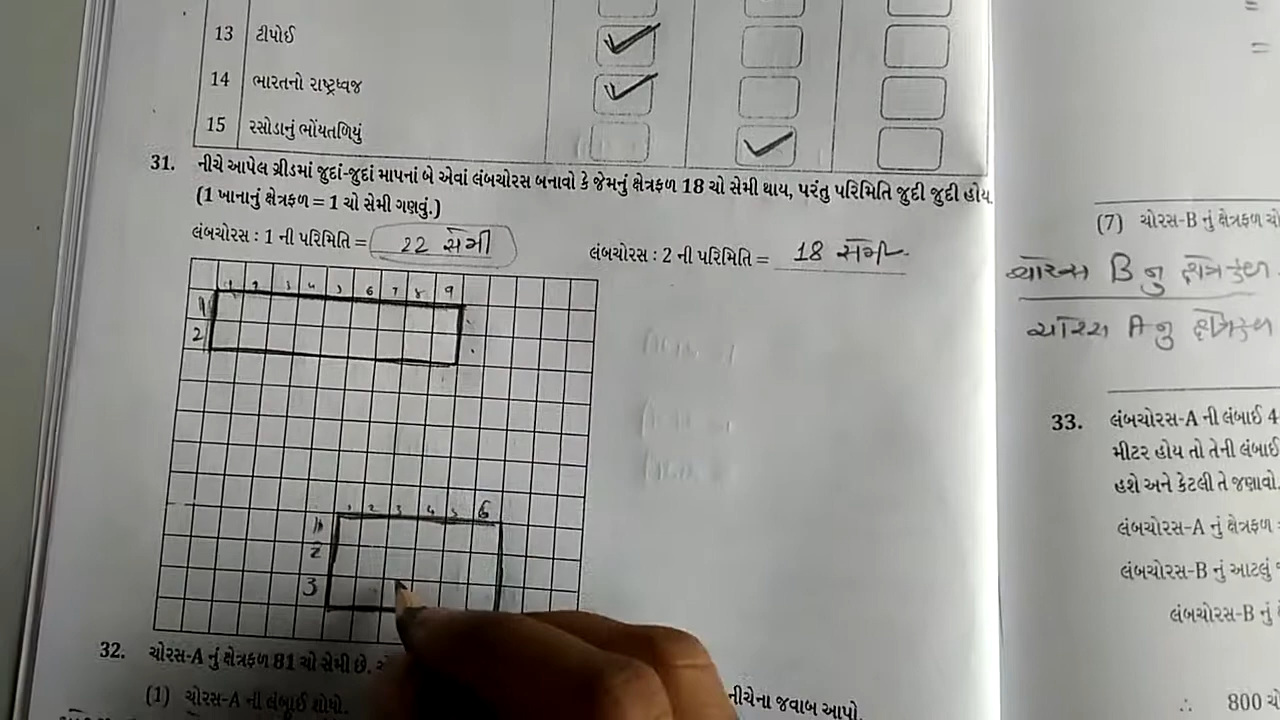 13 ટીપોઈ
14 ભારતનો રાષ્ટ્રધ્વજ
15 રસોડાનું ભોંયતળિયું
31. નીચે આપેલ ગ્રીડમાં જુદાં-જુદાં માપનાં બે એવાં લંબચોરસ બનાવો કે જેમનું ક્ષેત્રફળ 18 ચો સેમી થાય, પરંતુ પરિમિતિ જુદી જુદી હોય.
(1 ખાનાનું ક્ષેત્રફળ = 1 ચો સેમી ગણવું.)
લંબચોરસ : 1 ની પરિમિતિ = 22 સેમી
લંબચોરસ : 2 ની પરિમિતિ = 18 સેમી
1 2 3 4 5 6 7 8 9
1
2
1 2 3 4 5 6
1
2
3
32. ચોરસ-A નું ક્ષેત્રફળ 81 ચો સેમી છે.
નીચેના જવાબ આપો.
(1) ચોરસ-A ની લંબાઈ શોધો.
=
=
(7) ચોરસ-B નું ક્ષેત્રફળ
ચોરસ B નુ ક્ષેત્રફળ
ચોરસ A નુ ક્ષેત્રફળ
33. લંબચોરસ-A ની લંબાઈ 4
મીટર હોય તો તેની લંબાઈ
હશે અને કેટલી તે જણાવો.
લંબચોરસ-A નું ક્ષેત્રફળ
લંબચોરસ-B નું આટલું
લંબચોરસ-B નું
∴ 800 ચો